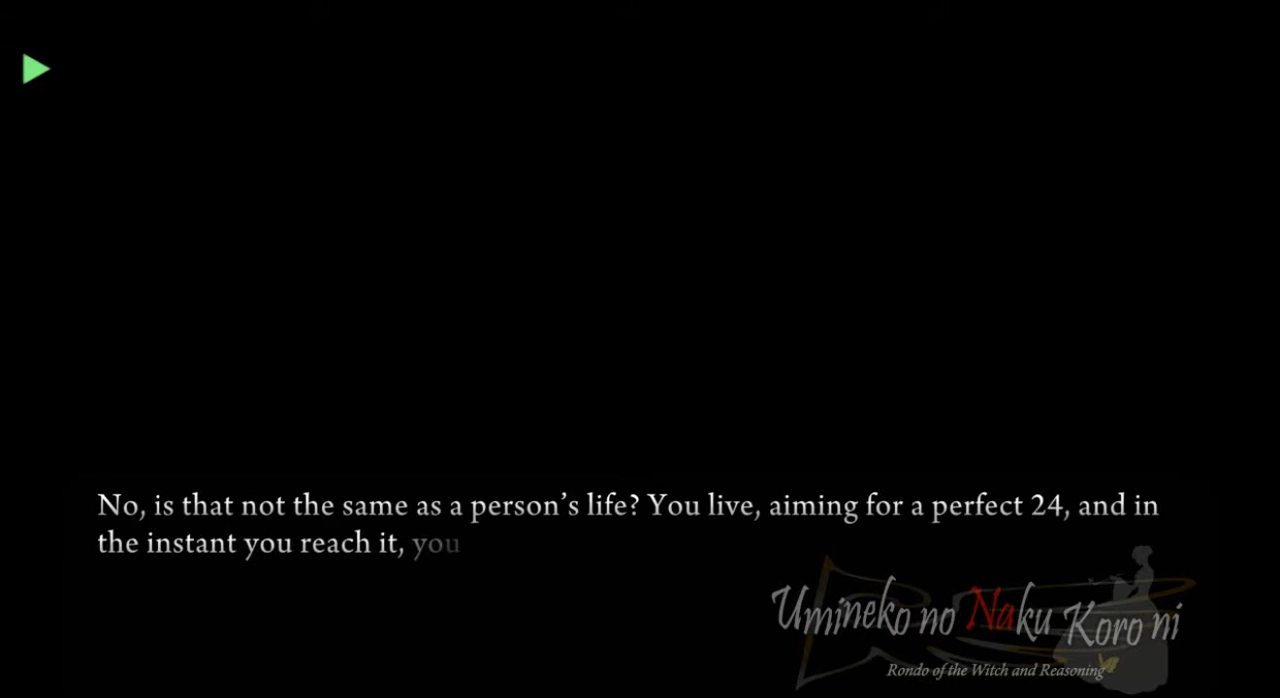 No, is that not the same as a person’s life? You live, aiming for a perfect 24, and in
the instant you reach it, you
Umineko no Naku Koro ni
Rondo of the Witch and Reasoning